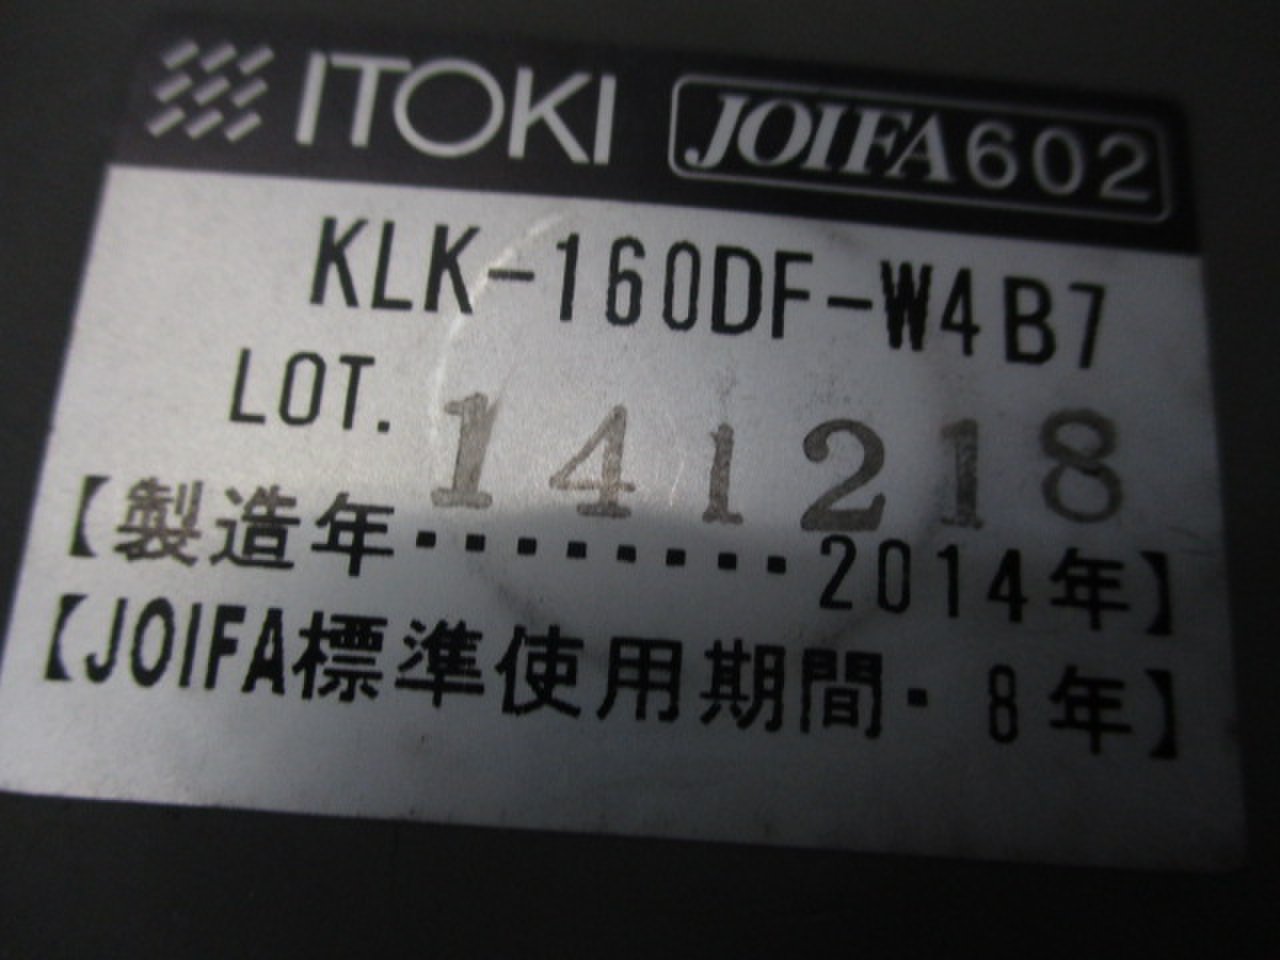 ITOKI JOIFA602
KLK-160DF-W4B7
LOT. 141218
【製造年········2014年】
【JOIFA標準使用期間·8年】